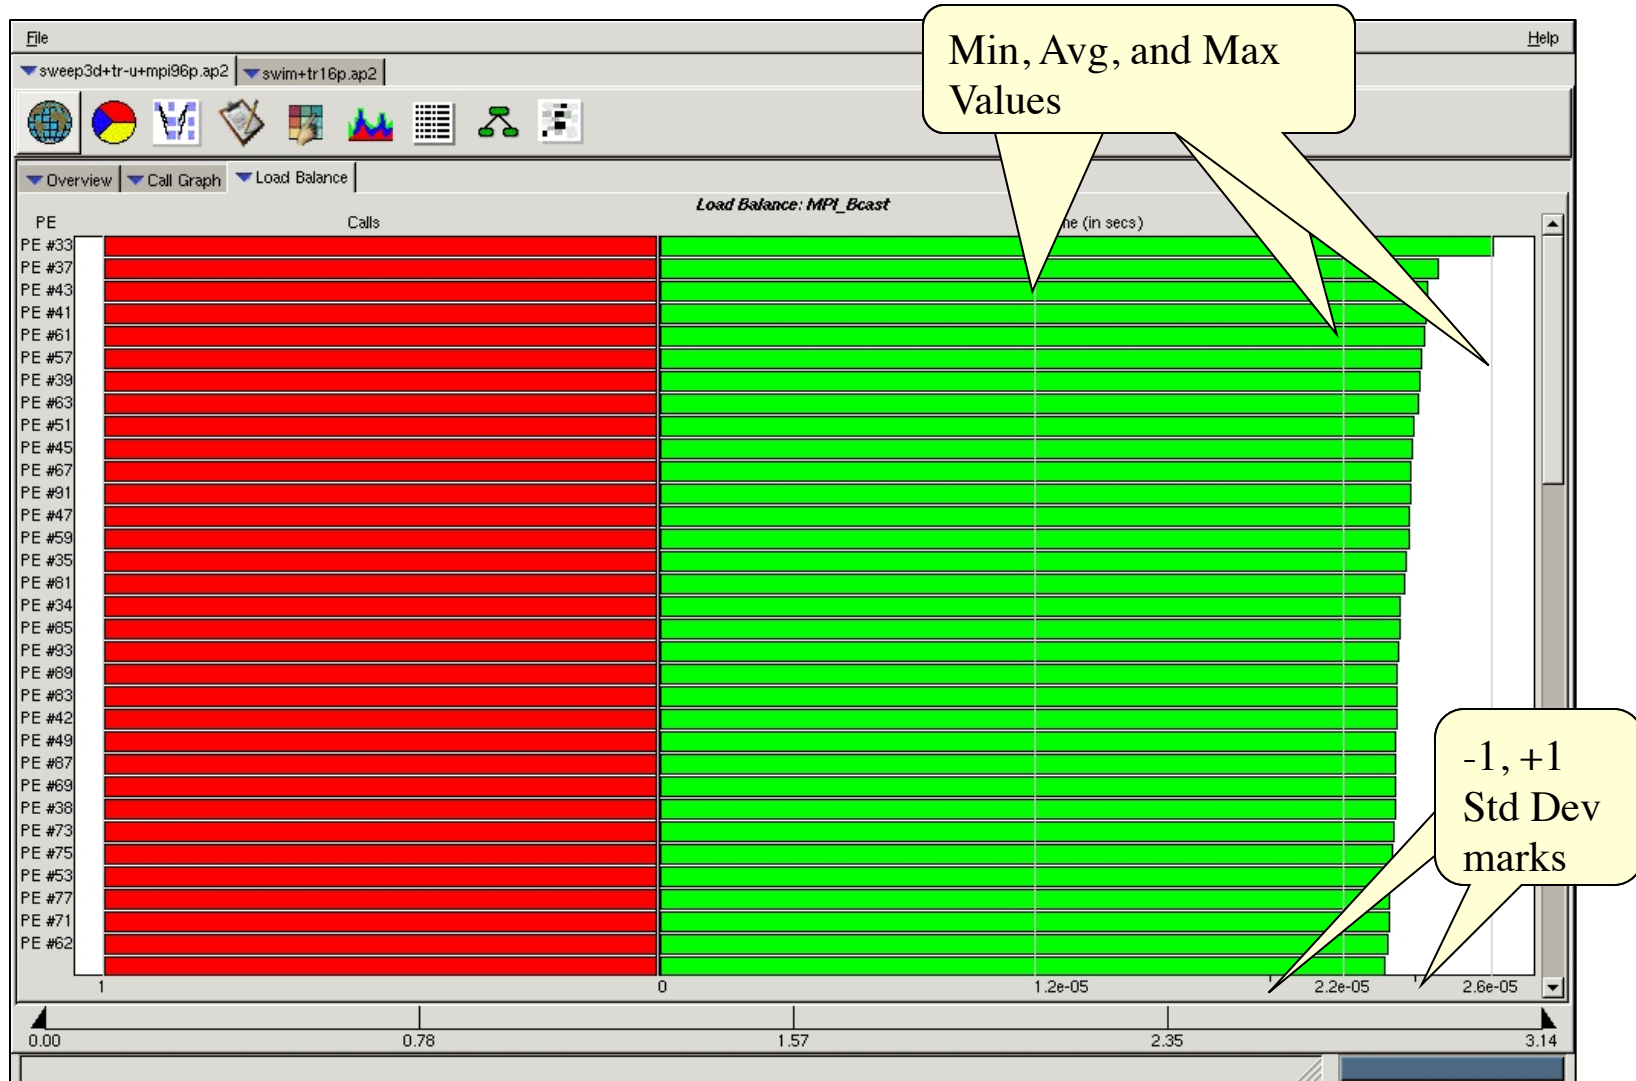 File
Help
Min, Avg, and Max
Values
sweep3d+tr-u+mpi96p.ap2
swim+tr16p.ap2
Overview
Call Graph
Load Balance
Load Balance: MPI_Bcast
PE
Calls
(in secs)
PE #33
PE #37
PE #43
PE #41
PE #61
PE #57
PE #39
PE #63
PE #51
PE #45
PE #67
PE #91
PE #47
PE #59
PE #35
PE #81
PE #34
PE #85
PE #93
PE #89
PE #83
PE #42
PE #49
PE #87
PE #69
PE #38
PE #73
PE #75
PE #53
PE #77
PE #71
PE #62
-1, +1
Std Dev
marks
1
0
1.2e-05
2.2e-05
2.6e-05
0.00
0.78
1.57
2.35
3.14